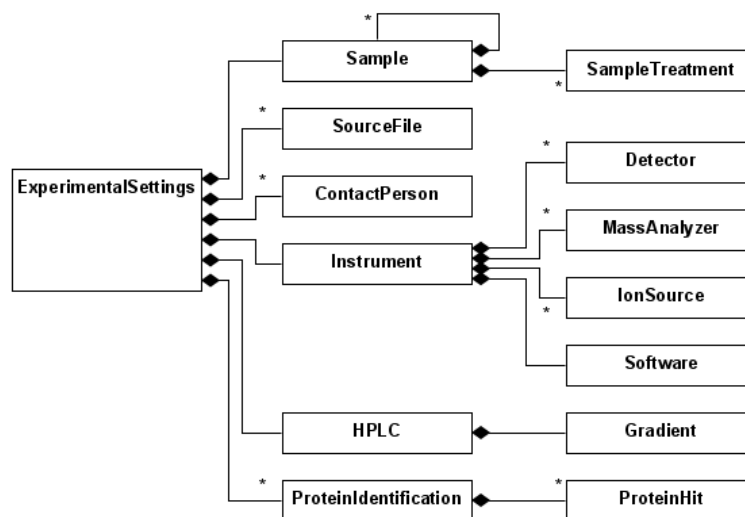 *
Sample
SampleTreatment
*
*
SourceFile
*
Detector
ExperimentalSettings
*
ContactPerson
*
MassAnalyzer
Instrument
IonSource
*
Software
HPLC
Gradient
*
ProteinIdentification
*
ProteinHit